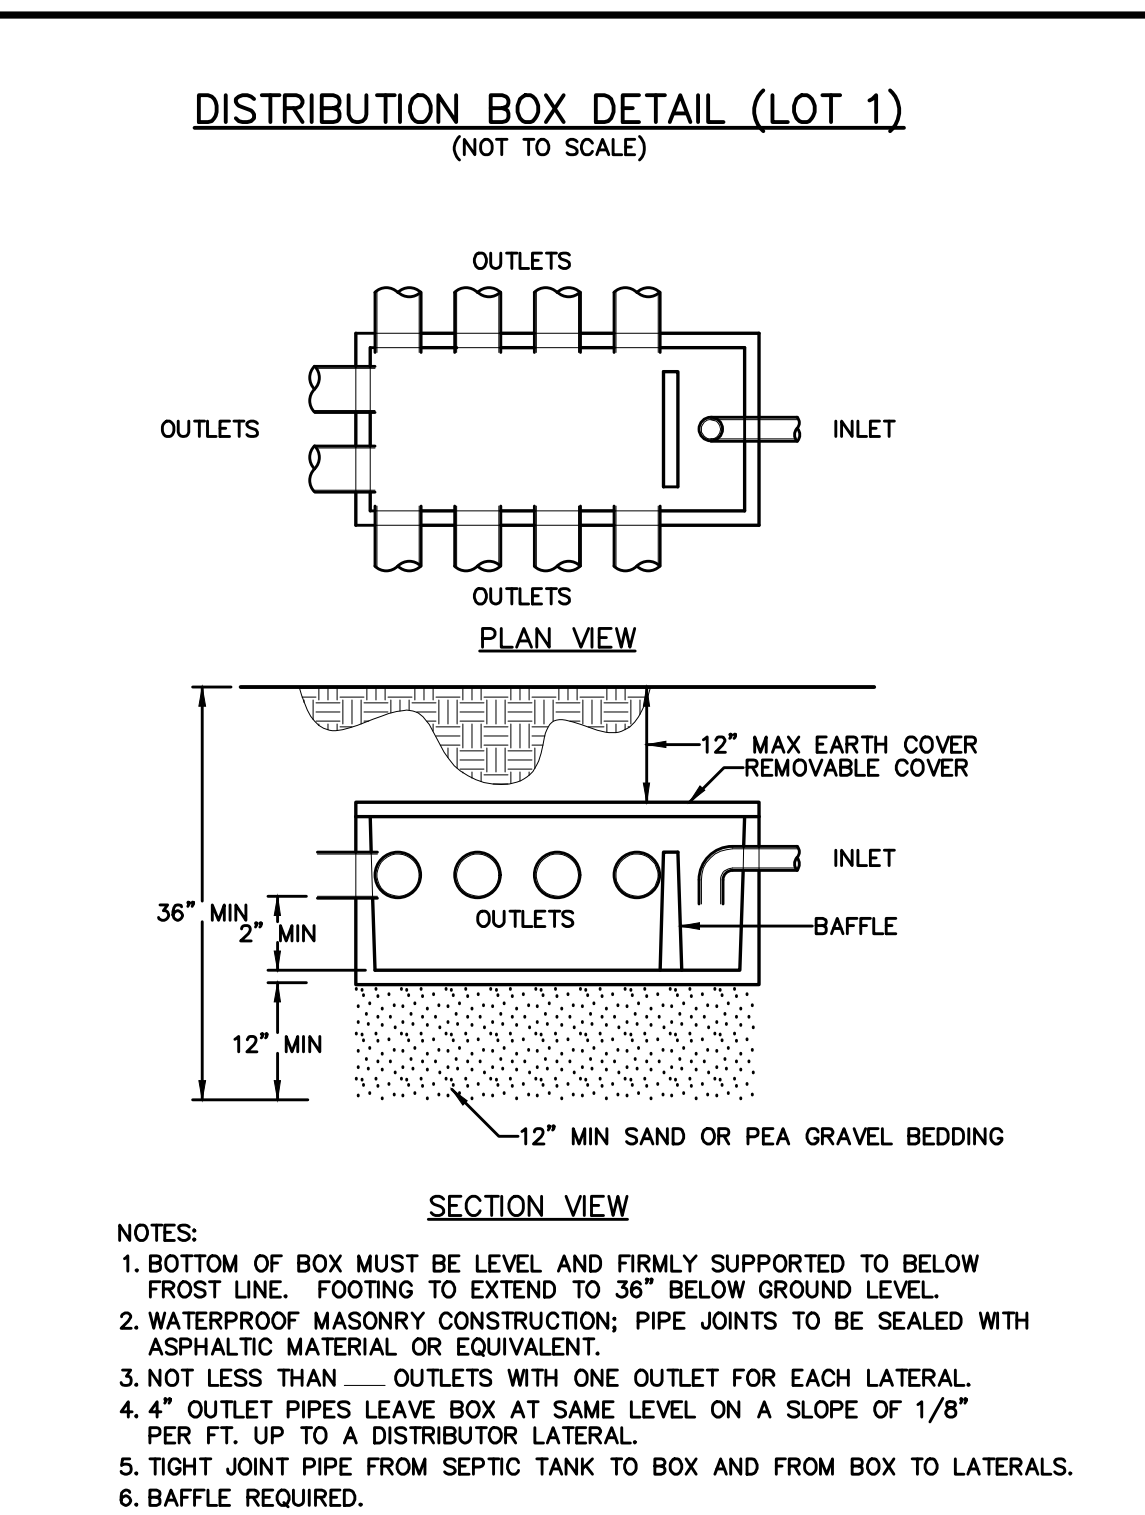 DISTRIBUTION BOX DETAIL (LOT 1)
(NOT TO SCALE)
OUTLETS
OUTLETS
INLET
OUTLETS
PLAN VIEW
12" MAX EARTH COVER
REMOVABLE COVER
INLET
36" MIN
2" MIN
OUTLETS
BAFFLE
12" MIN
12" MIN SAND OR PEA GRAVEL BEDDING
SECTION VIEW
NOTES:
1. BOTTOM OF BOX MUST BE LEVEL AND FIRMLY SUPPORTED TO BELOW
FROST LINE. FOOTING TO EXTEND TO 36" BELOW GROUND LEVEL.
2. WATERPROOF MASONRY CONSTRUCTION; PIPE JOINTS TO BE SEALED WITH
ASPHALTIC MATERIAL OR EQUIVALENT.
3. NOT LESS THAN ___ OUTLETS WITH ONE OUTLET FOR EACH LATERAL.
4. 4" OUTLET PIPES LEAVE BOX AT SAME LEVEL ON A SLOPE OF 1/8"
PER FT. UP TO A DISTRIBUTOR LATERAL.
5. TIGHT JOINT PIPE FROM SEPTIC TANK TO BOX AND FROM BOX TO LATERALS.
6. BAFFLE REQUIRED.